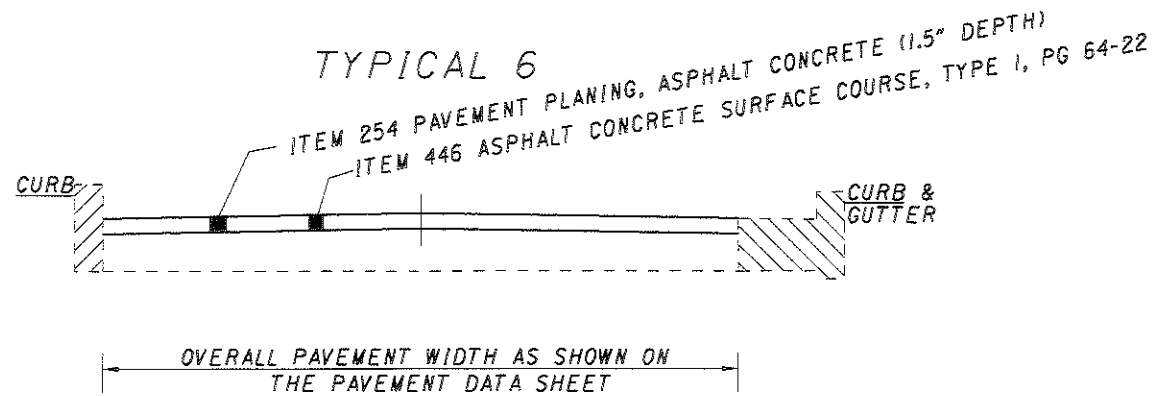 TYPICAL 6
ITEM 254 PAVEMENT PLANING, ASPHALT CONCRETE (1.5" DEPTH)
ITEM 446 ASPHALT CONCRETE SURFACE COURSE, TYPE 1, PG 64-22
CURB
CURB &
GUTTER
OVERALL PAVEMENT WIDTH AS SHOWN ON
THE PAVEMENT DATA SHEET